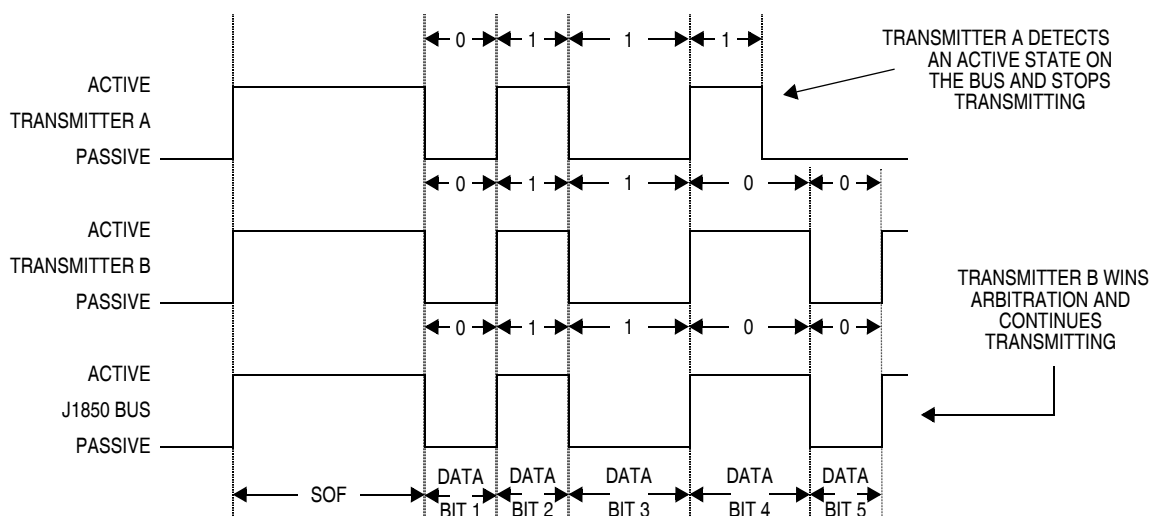 0 1 1 1
TRANSMITTER A DETECTS
AN ACTIVE STATE ON
THE BUS AND STOPS
TRANSMITTING
ACTIVE
TRANSMITTER A
PASSIVE
0 1 1 0 0
ACTIVE
TRANSMITTER B
PASSIVE
TRANSMITTER B WINS
ARBITRATION AND
CONTINUES
TRANSMITTING
0 1 1 0 0
ACTIVE
J1850 BUS
PASSIVE
SOF
DATA
BIT 1
DATA
BIT 2
DATA
BIT 3
DATA
BIT 4
DATA
BIT 5